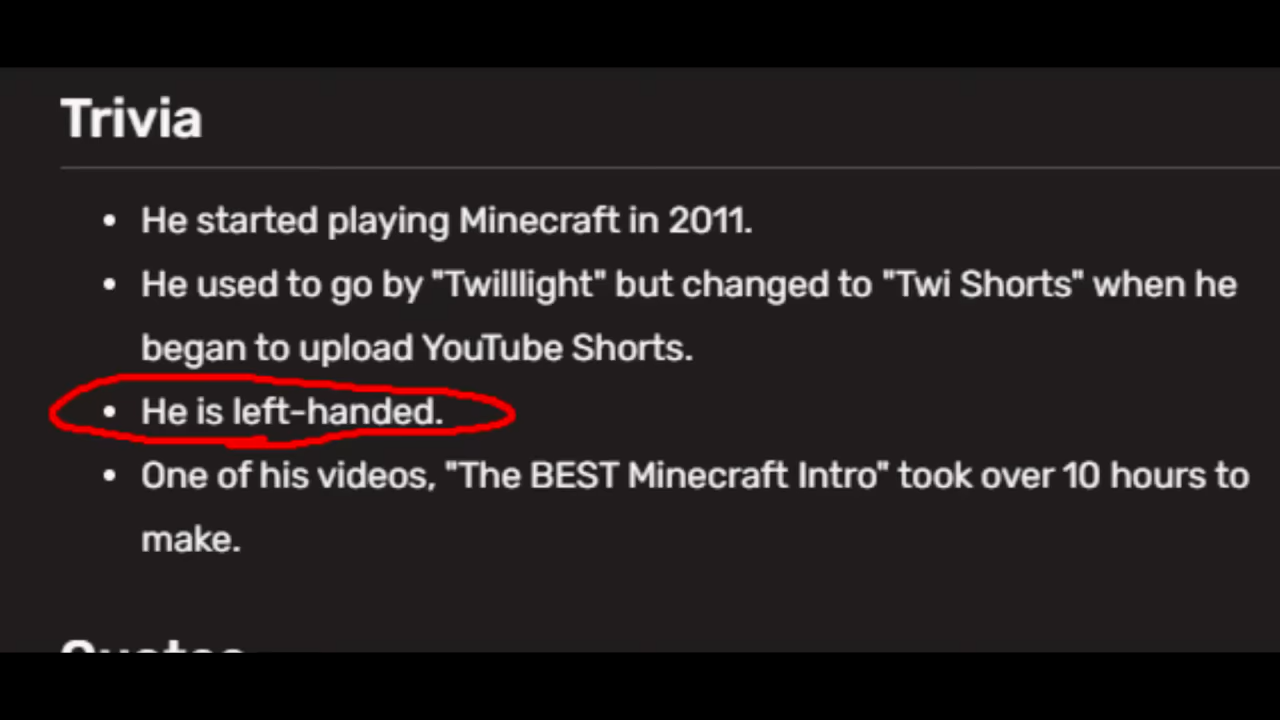 Trivia
• He started playing Minecraft in 2011.
• He used to go by "Twilllight" but changed to "Twi Shorts" when he
began to upload YouTube Shorts.
• He is left-handed.
• One of his videos, "The BEST Minecraft Intro" took over 10 hours to
make.
Quotes